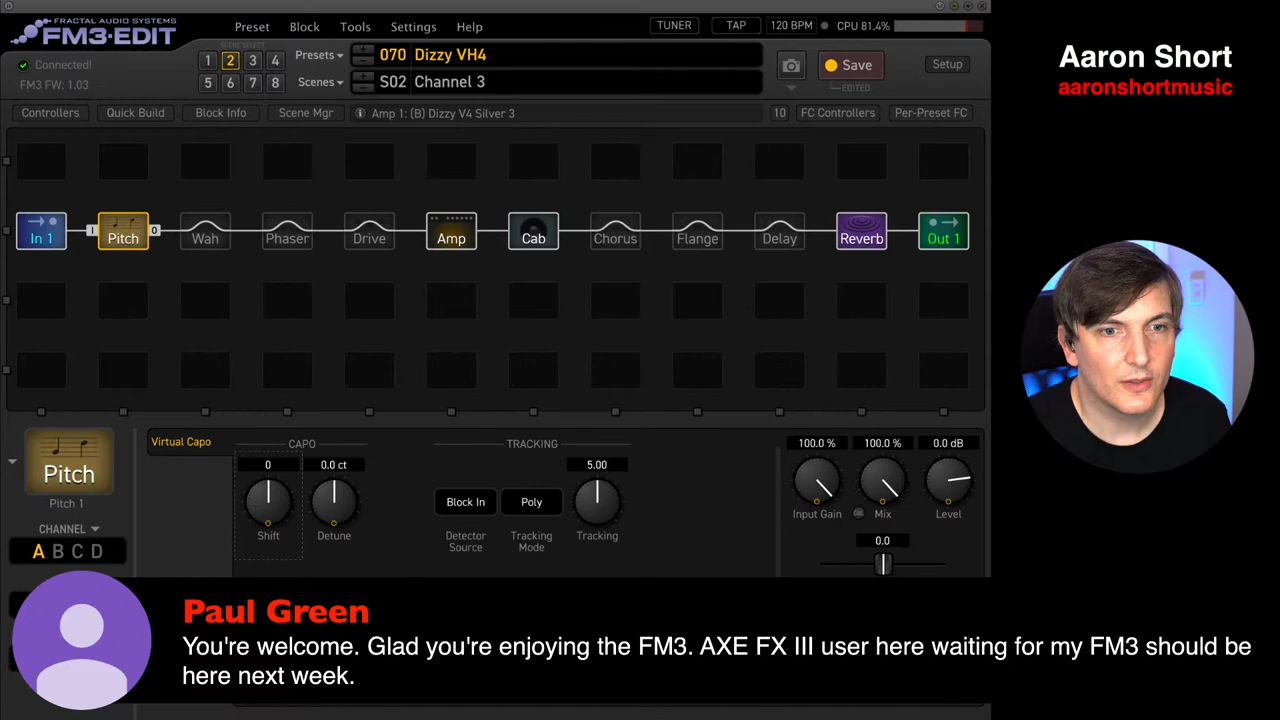 FRACTAL AUDIO SYSTEMS
FM3·EDIT
Preset Block Tools Settings Help
TUNER TAP 120 BPM CPU 81.4%
Connected!
FM3 FW: 1.03
SCENE SELECT
1 2 3 4
5 6 7 8
Presets 070 Dizzy VH4
Scenes S02 Channel 3
Save
EDITED
Setup
Controllers Quick Build Block Info Scene Mgr Amp 1: (B) Dizzy V4 Silver 3 10 FC Controllers Per-Preset FC
In 1 I Pitch O Wah Phaser Drive Amp Cab Chorus Flange Delay Reverb Out 1
Pitch
Pitch 1
CHANNEL
A B C D
Virtual Capo
CAPO
0 0.0 ct
Shift Detune
TRACKING
5.00
Block In Poly
Detector Source
Tracking Mode
Tracking
100.0 % 100.0 % 0.0 dB
Input Gain Mix Level
0.0
Aaron Short
aaronshortmusic
Paul Green
You're welcome. Glad you're enjoying the FM3. AXE FX III user here waiting for my FM3 should be
here next week.